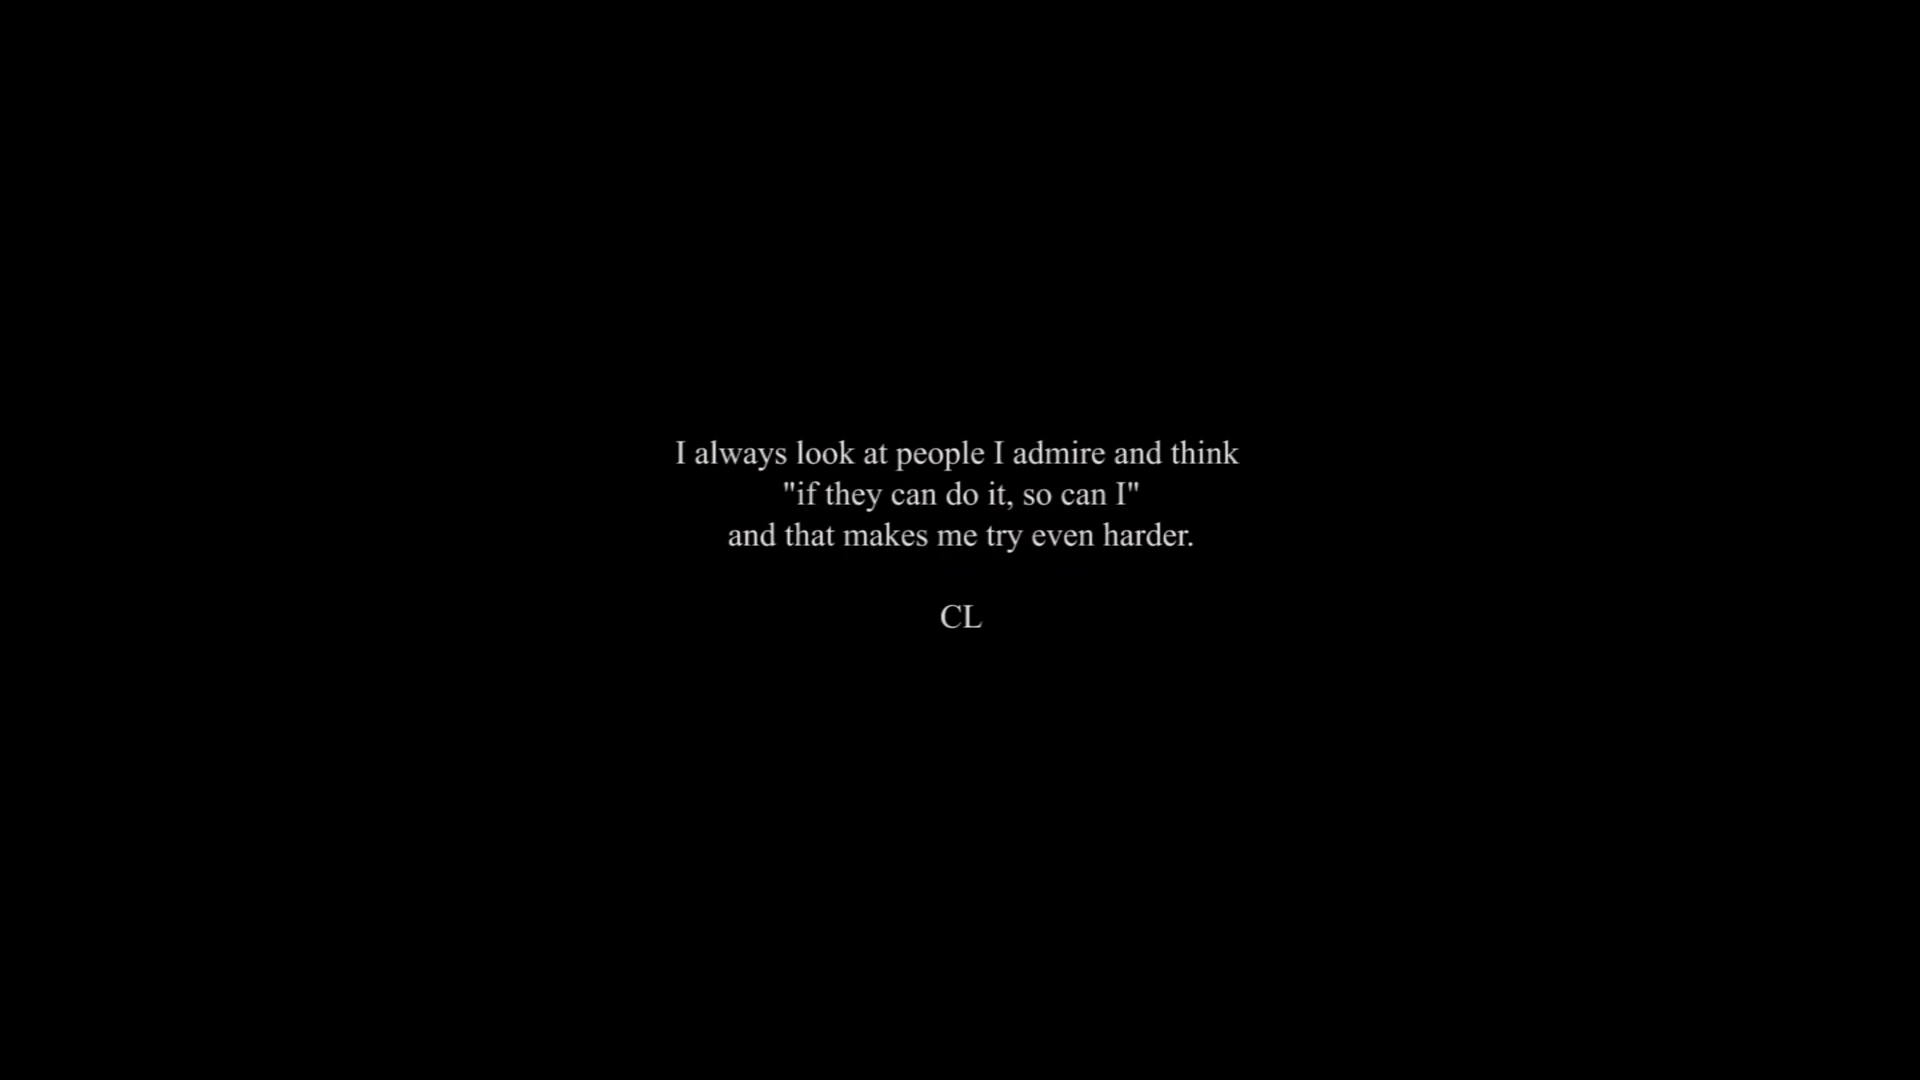 I always look at people I admire and think
"if they can do it, so can I"
and that makes me try even harder.
CL